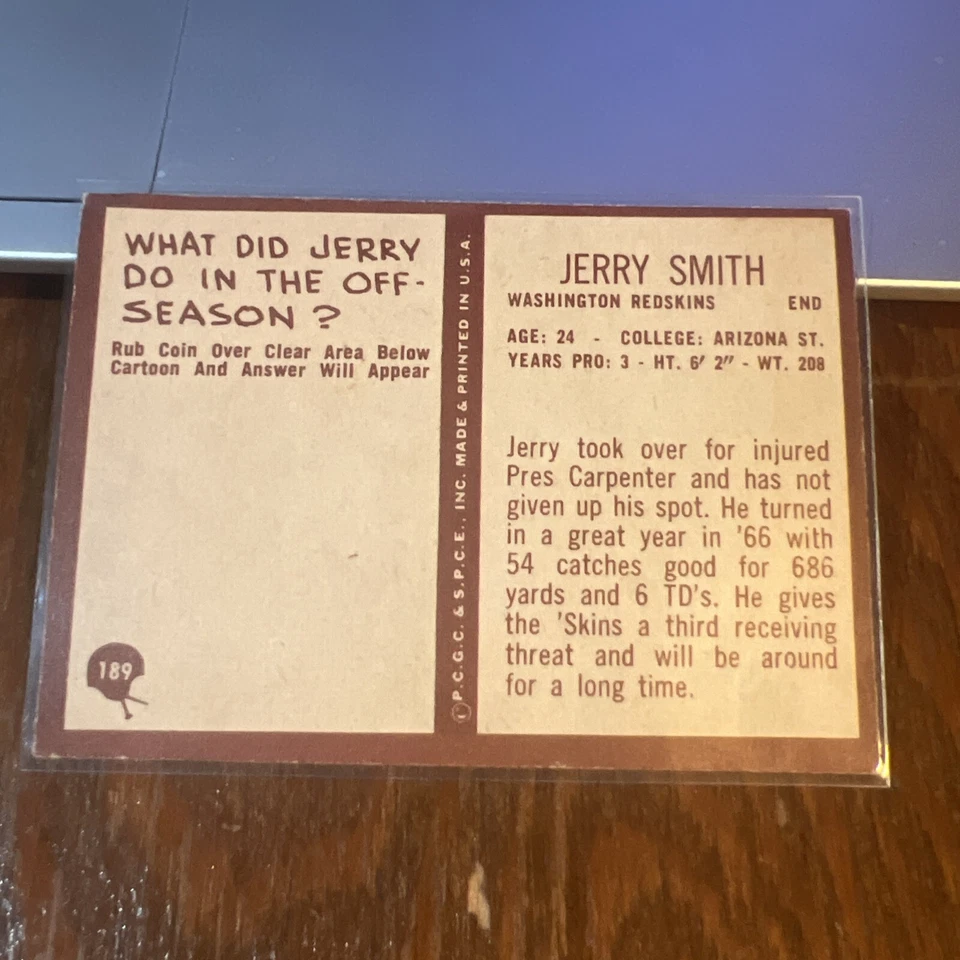 WHAT DID JERRY
DO IN THE OFF-
SEASON ?
Rub Coin Over Clear Area Below
Cartoon And Answer Will Appear
189
© P.C.G.C. & S.P.C.E., INC. MADE & PRINTED IN U.S.A.
JERRY SMITH
WASHINGTON REDSKINS END
AGE: 24 - COLLEGE: ARIZONA ST.
YEARS PRO: 3 - HT. 6' 2" - WT. 208
Jerry took over for injured
Pres Carpenter and has not
given up his spot. He turned
in a great year in '66 with
54 catches good for 686
yards and 6 TD's. He gives
the 'Skins a third receiving
threat and will be around
for a long time.